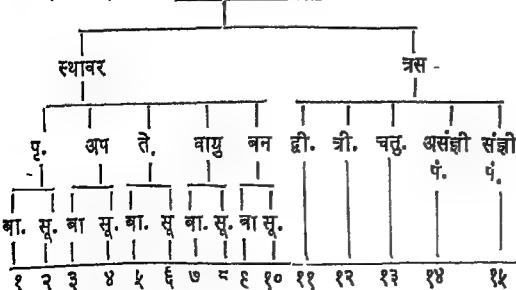 स्थावर त्रस -
पृ. अप ते. वायु बन द्वी. त्री. चतु. असंज्ञी संज्ञी
पं. पं.
बा. सू. बा सू. बा. सू बा. सू. बा सू.
१ २ ३ ४ ५ ६ ७ ८ ९ १० ११ १२ १३ १४ १५